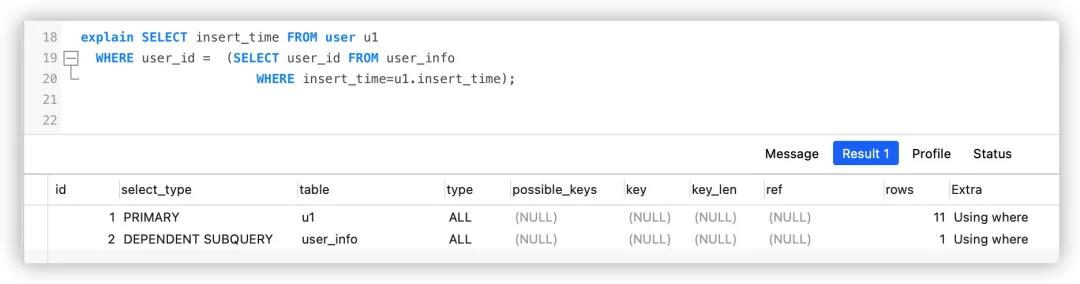 18 explain SELECT insert_time FROM user u1
19 WHERE user_id = (SELECT user_id FROM user_info
20 WHERE insert_time=u1.insert_time);
21
22
Message Result 1 Profile Status
id select_type table type possible_keys key key_len ref rows Extra
1 PRIMARY u1 ALL (NULL) (NULL) (NULL) (NULL) 11 Using where
2 DEPENDENT SUBQUERY user_info ALL (NULL) (NULL) (NULL) (NULL) 1 Using where